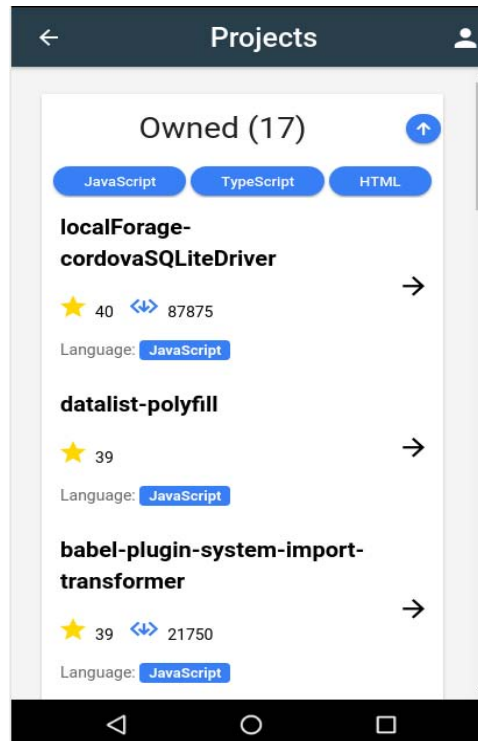 Projects
Owned (17)
JavaScript TypeScript HTML
localForage-
cordovaSQLiteDriver
40 87875
Language: JavaScript
datalist-polyfill
39
Language: JavaScript
babel-plugin-system-import-
transformer
39 21750
Language: JavaScript